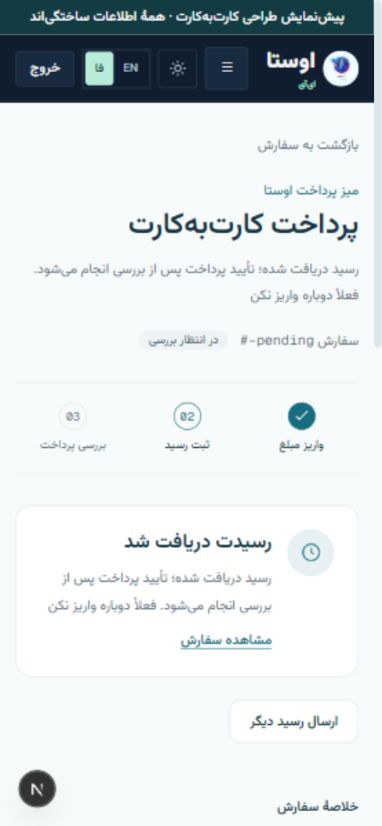 پیش‌نمایش طراحی کارت‌به‌کارت · همهٔ اطلاعات ساختگی‌اند
اوستا
ای‌آی
☰
EN
فا
خروج
بازگشت به سفارش
میز پرداخت اوستا
پرداخت کارت‌به‌کارت
رسید دریافت شده؛ تأیید پرداخت پس از بررسی انجام می‌شود.
فعلاً دوباره واریز نکن
سفارش pending-#
در انتظار بررسی
واریز مبلغ
02
ثبت رسید
03
بررسی پرداخت
رسیدت دریافت شد
رسید دریافت شده؛ تأیید پرداخت پس از
بررسی انجام می‌شود. فعلاً دوباره واریز نکن
مشاهده سفارش
ارسال رسید دیگر
N
خلاصهٔ سفارش